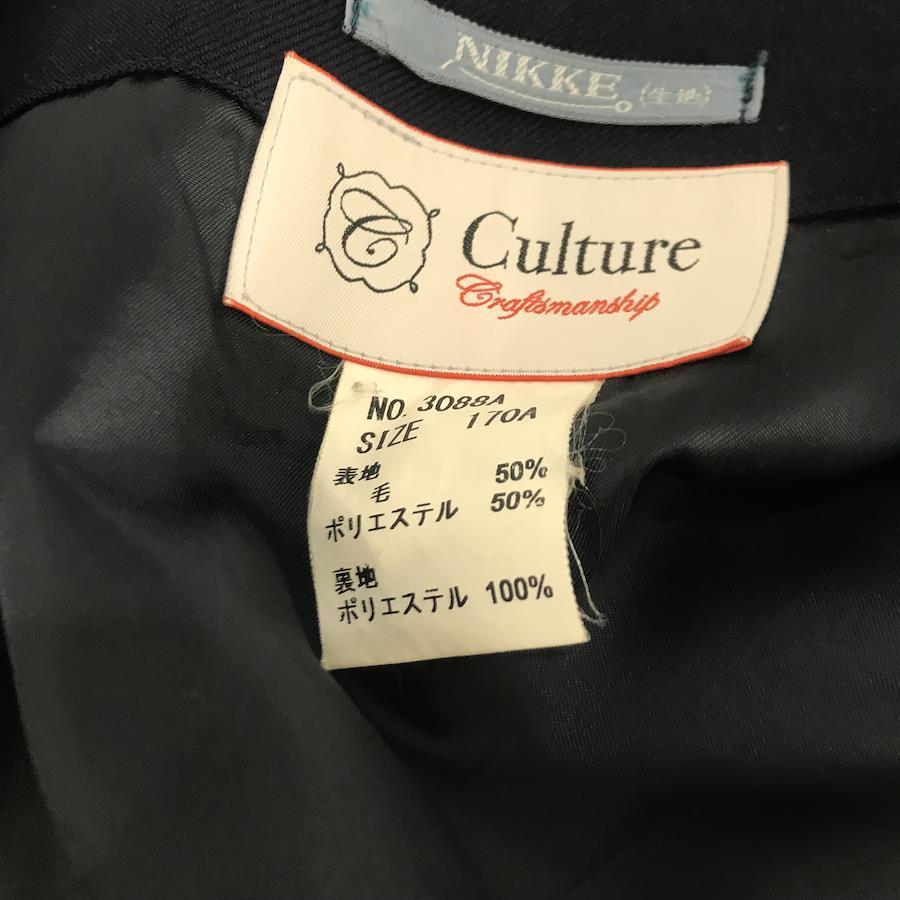 NIKKE (生地)
Culture
Craftsmanship
NO. 3088A
SIZE 170A
表地
毛 50%
ポリエステル 50%
裏地
ポリエステル 100%